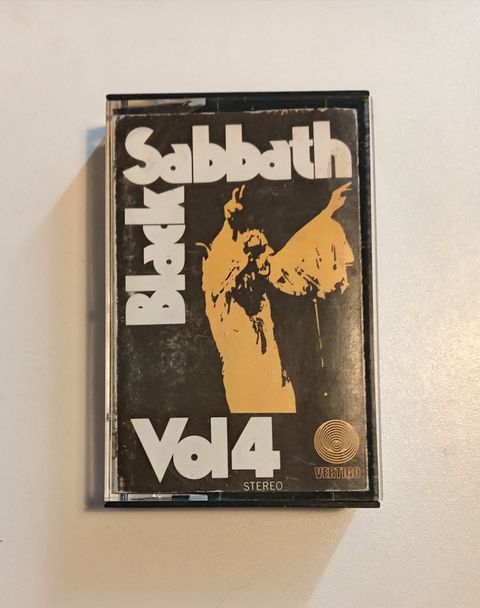 Black
Sabbath
Vol 4
STEREO
VERTIGO